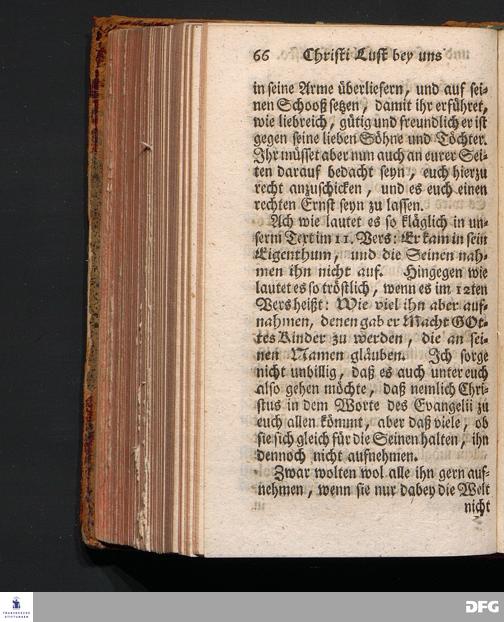 66 Christi Lust bey uns
in seine Arme überliefern, und auf sei-
nen Schooß setzen, damit ihr erführet,
wie liebreich, gütig und freundlich er ist
gegen seine lieben Söhne und Töchter.
Ihr müsset aber nun auch an eurer Sei-
ten darauf bedacht seyn, euch hierzu
recht anzuschicken, und es euch einen
rechten Ernst seyn zu lassen.
Ach wie lautet es so kläglich in un-
serm Text im 11. Vers: Er kam in sein
Eigenthum, und die Seinen nah-
men ihn nicht auf. Hingegen wie
lautet es so tröstlich, wenn es im 12ten
Vers heißt: Wie viel ihn aber auf-
nahmen, denen gab er Macht GOt-
tes Kinder zu werden, die an sei-
nen Namen gläuben. Ich sorge
nicht unbillig, daß es auch unter euch
also gehen möchte, daß nemlich Chri-
stus in dem Worte des Evangelii zu
euch allen kömmt, aber daß viele, ob
sie sich gleich für die Seinen halten, ihn
dennoch nicht aufnehmen.
Zwar wolten wol alle ihn gern auf-
nehmen, wenn sie nur dabey die Welt
nicht
FRANCKESCHE
STIFTUNGEN
DFG